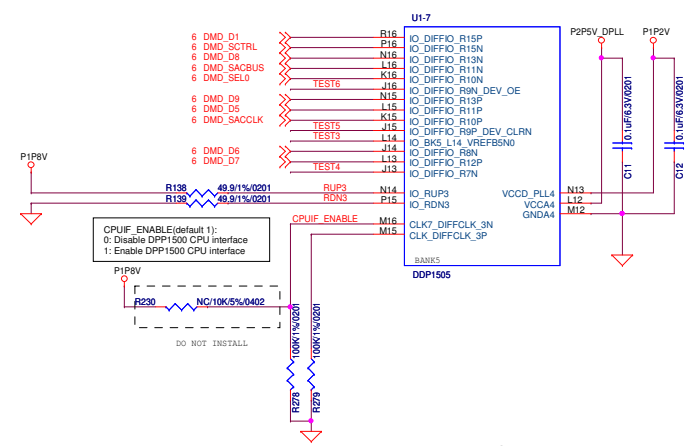 U1-7
P2P5V_DPLL
P1P2V
6 DMD_D1
R16
IO_DIFFIO_R15P
6 DMD_SCTRL
P16
IO_DIFFIO_R15N
6 DMD_D8
N16
IO_DIFFIO_R13N
6 DMD_SACBUS
L16
IO_DIFFIO_R11N
6 DMD_SEL0
K16
IO_DIFFIO_R10N
TEST6
J16
IO_DIFFIO_R9N_DEV_OE
6 DMD_D9
N15
IO_DIFFIO_R13P
6 DMD_D5
L15
IO_DIFFIO_R11P
6 DMD_SACCLK
K15
IO_DIFFIO_R10P
TEST5
J15
IO_DIFFIO_R9P_DEV_CLRN
TEST3
L14
IO_BK5_L14_VREFB5N0
6 DMD_D6
J14
IO_DIFFIO_R8N
6 DMD_D7
L13
IO_DIFFIO_R12P
TEST4
J13
IO_DIFFIO_R7N
0.1uF/6.3V/0201
C11
0.1uF/6.3V/0201
C12
P1P8V
R138
49.9/1%/0201
RUP3
N14
IO_RUP3
VCCD_PLL4
N13
R139
49.9/1%/0201
RDN3
P15
IO_RDN3
VCCA4
L12
GNDA4
M12
CPUIF_ENABLE
M16
CLK7_DIFFCLK_3N
M15
CLK_DIFFCLK_3P
CPUIF_ENABLE(default 1):
0: Disable DPP1500 CPU interface
1: Enable DPP1500 CPU interface
BANK5
DDP1505
P1P8V
R230
NC/10K/5%/0402
DO NOT INSTALL
100K/1%/0201
R278
100K/1%/0201
R279